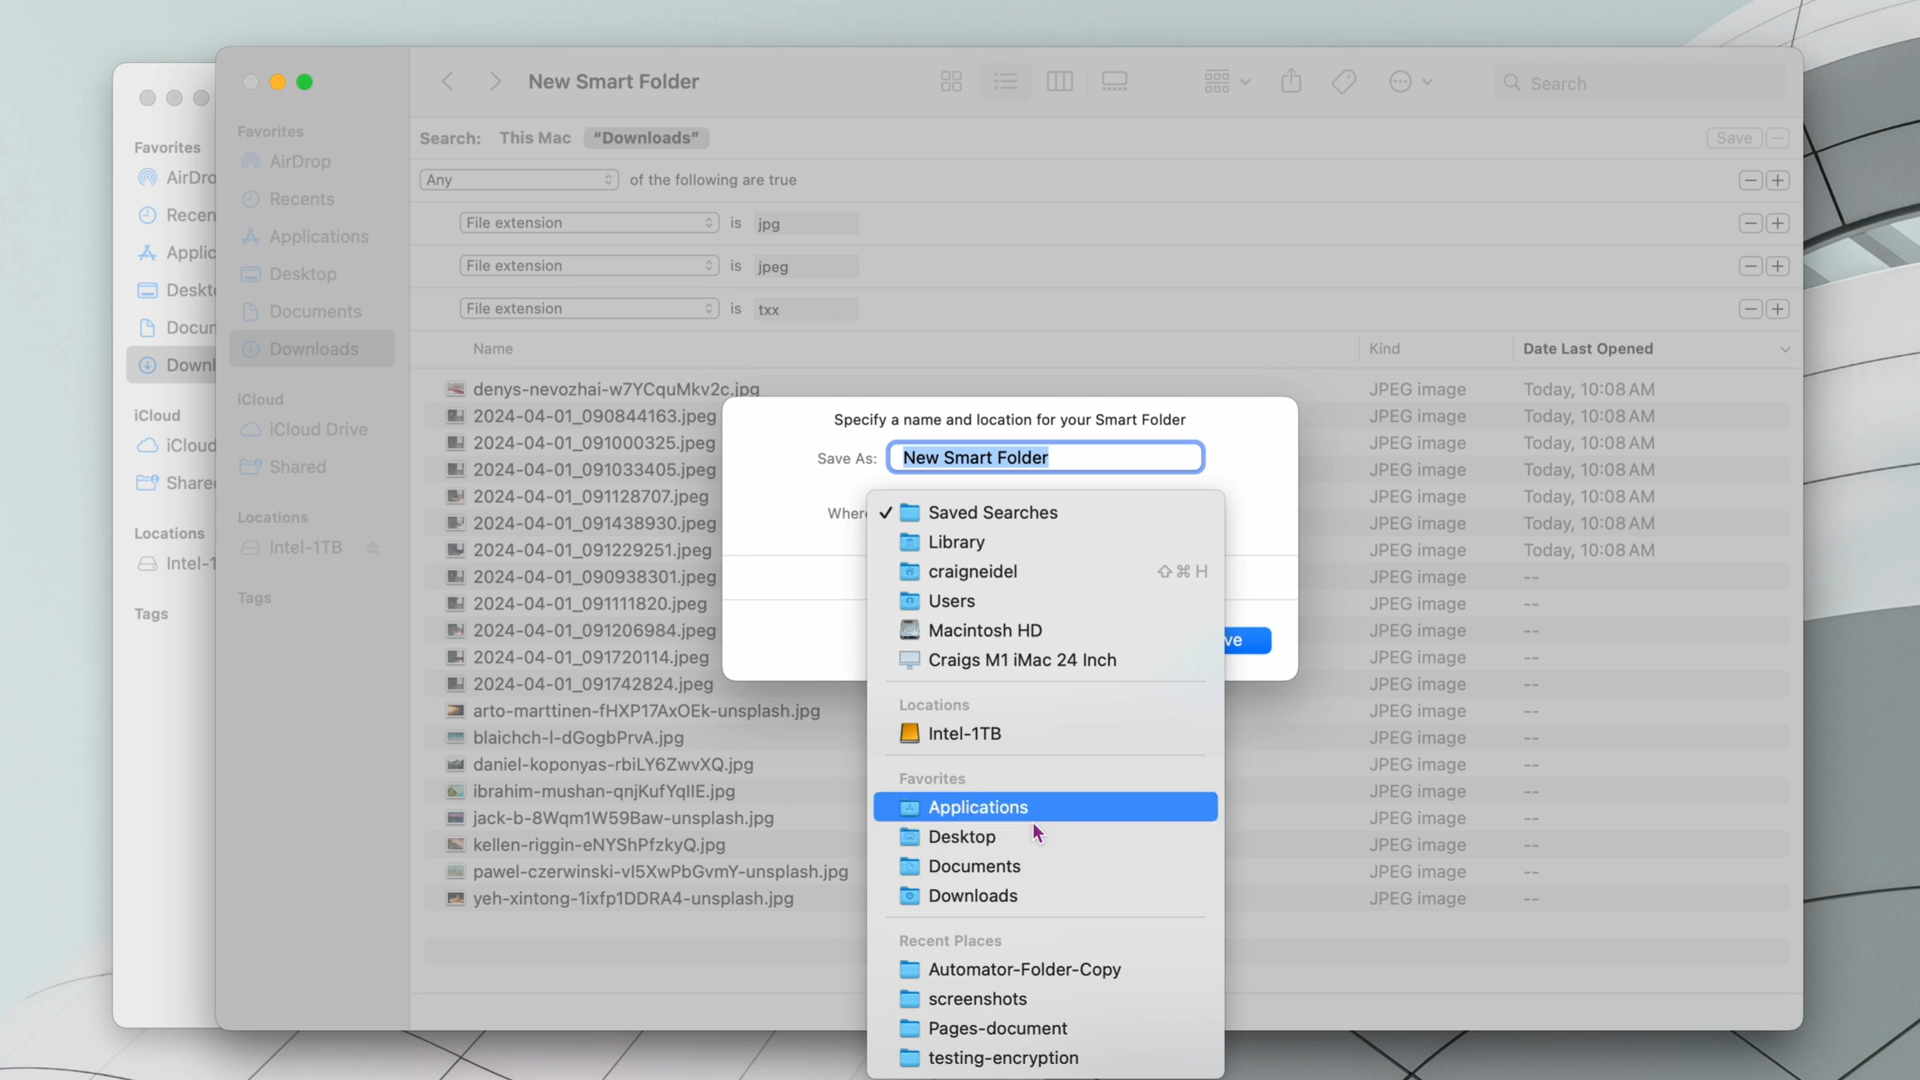 New Smart Folder
Search
Favorites
AirDro
Recen
Applic
Deskto
Docun
Downl
iCloud
iCloud
Share
Locations
Intel-1
Tags
Favorites
AirDrop
Recents
Applications
Desktop
Documents
Downloads
iCloud
iCloud Drive
Shared
Locations
Intel-1TB
Tags
Search: This Mac “Downloads” Save
Any of the following are true
File extension is jpg
File extension is jpeg
File extension is txx
Name Kind Date Last Opened
denys-nevozhai-w7YCquMkv2c.jpg JPEG image Today, 10:08 AM
2024-04-01_090844163.jpeg JPEG image Today, 10:08 AM
2024-04-01_091000325.jpeg JPEG image Today, 10:08 AM
2024-04-01_091033405.jpeg JPEG image Today, 10:08 AM
2024-04-01_091128707.jpeg JPEG image Today, 10:08 AM
2024-04-01_091438930.jpeg JPEG image Today, 10:08 AM
2024-04-01_091229251.jpeg JPEG image Today, 10:08 AM
2024-04-01_090938301.jpeg JPEG image --
2024-04-01_091111820.jpeg JPEG image --
2024-04-01_091206984.jpeg JPEG image --
2024-04-01_091720114.jpeg JPEG image --
2024-04-01_091742824.jpeg JPEG image --
arto-marttinen-fHXP17AxOEk-unsplash.jpg JPEG image --
blaichch-l-dGogbPrvA.jpg JPEG image --
daniel-koponyas-rbiLY6ZwvXQ.jpg JPEG image --
ibrahim-mushan-qnjKufYqlIE.jpg JPEG image --
jack-b-8Wqm1W59Baw-unsplash.jpg JPEG image --
kellen-riggin-eNYShPfzkyQ.jpg JPEG image --
pawel-czerwinski-vI5XwPbGvmY-unsplash.jpg JPEG image --
yeh-xintong-1ixfp1DDRA4-unsplash.jpg JPEG image --
Specify a name and location for your Smart Folder
Save As: New Smart Folder
Where
ve
✓ Saved Searches
Library
craigneidel ⇧⌘H
Users
Macintosh HD
Craigs M1 iMac 24 Inch
Locations
Intel-1TB
Favorites
Applications
Desktop
Documents
Downloads
Recent Places
Automator-Folder-Copy
screenshots
Pages-document
testing-encryption